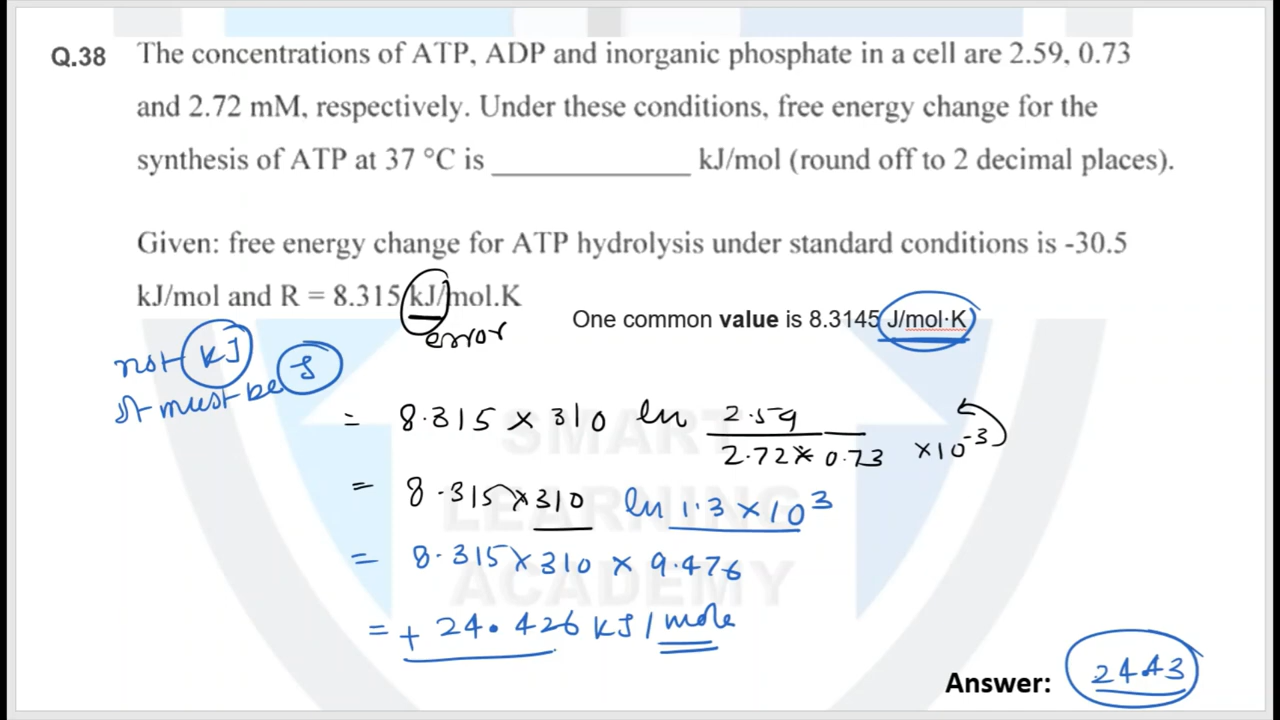 Q.38 The concentrations of ATP, ADP and inorganic phosphate in a cell are 2.59, 0.73
and 2.72 mM, respectively. Under these conditions, free energy change for the
synthesis of ATP at 37 °C is ____________ kJ/mol (round off to 2 decimal places).
Given: free energy change for ATP hydrolysis under standard conditions is -30.5
kJ/mol and R = 8.315 kJ/mol.K
One common value is 8.3145 J/mol·K
error
not KJ
It must be J
= 8.315 × 310 ln 2.59 / 2.72 × 0.73 × 10^-3
= 8.315 × 310 ln 1.3 × 10^3
= 8.315 × 310 × 9.476
= + 24.426 KJ / mole
SMART
LEARNING
ACADEMY
Answer: 24.43